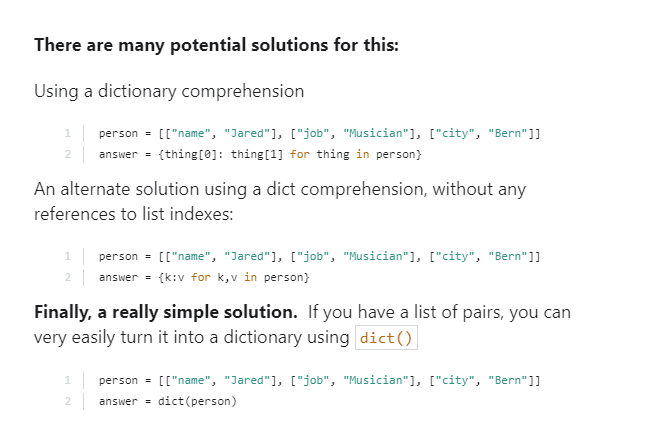 There are many potential solutions for this:
Using a dictionary comprehension
1 person = [["name", "Jared"], ["job", "Musician"], ["city", "Bern"]]
2 answer = {thing[0]: thing[1] for thing in person}
An alternate solution using a dict comprehension, without any
references to list indexes:
1 person = [["name", "Jared"], ["job", "Musician"], ["city", "Bern"]]
2 answer = {k:v for k,v in person}
Finally, a really simple solution. If you have a list of pairs, you can
very easily turn it into a dictionary using dict()
1 person = [["name", "Jared"], ["job", "Musician"], ["city", "Bern"]]
2 answer = dict(person)